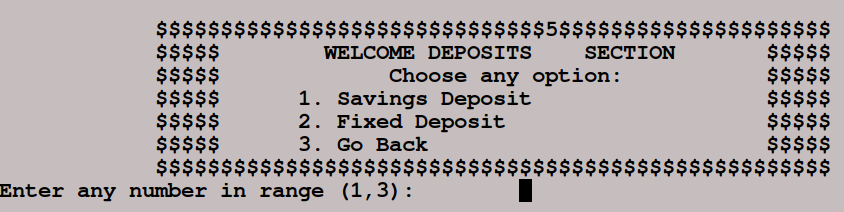 $$$$$$$$$$$$$$$$$$$$$$$$$$$$$$5$$$$$$$$$$$$$$$$$$$$$
$$$$$ WELCOME DEPOSITS SECTION $$$$$
$$$$$ Choose any option: $$$$$
$$$$$ 1. Savings Deposit $$$$$
$$$$$ 2. Fixed Deposit $$$$$
$$$$$ 3. Go Back $$$$$
$$$$$$$$$$$$$$$$$$$$$$$$$$$$$$$$$$$$$$$$$$$$$$$$$$$$
Enter any number in range (1,3):